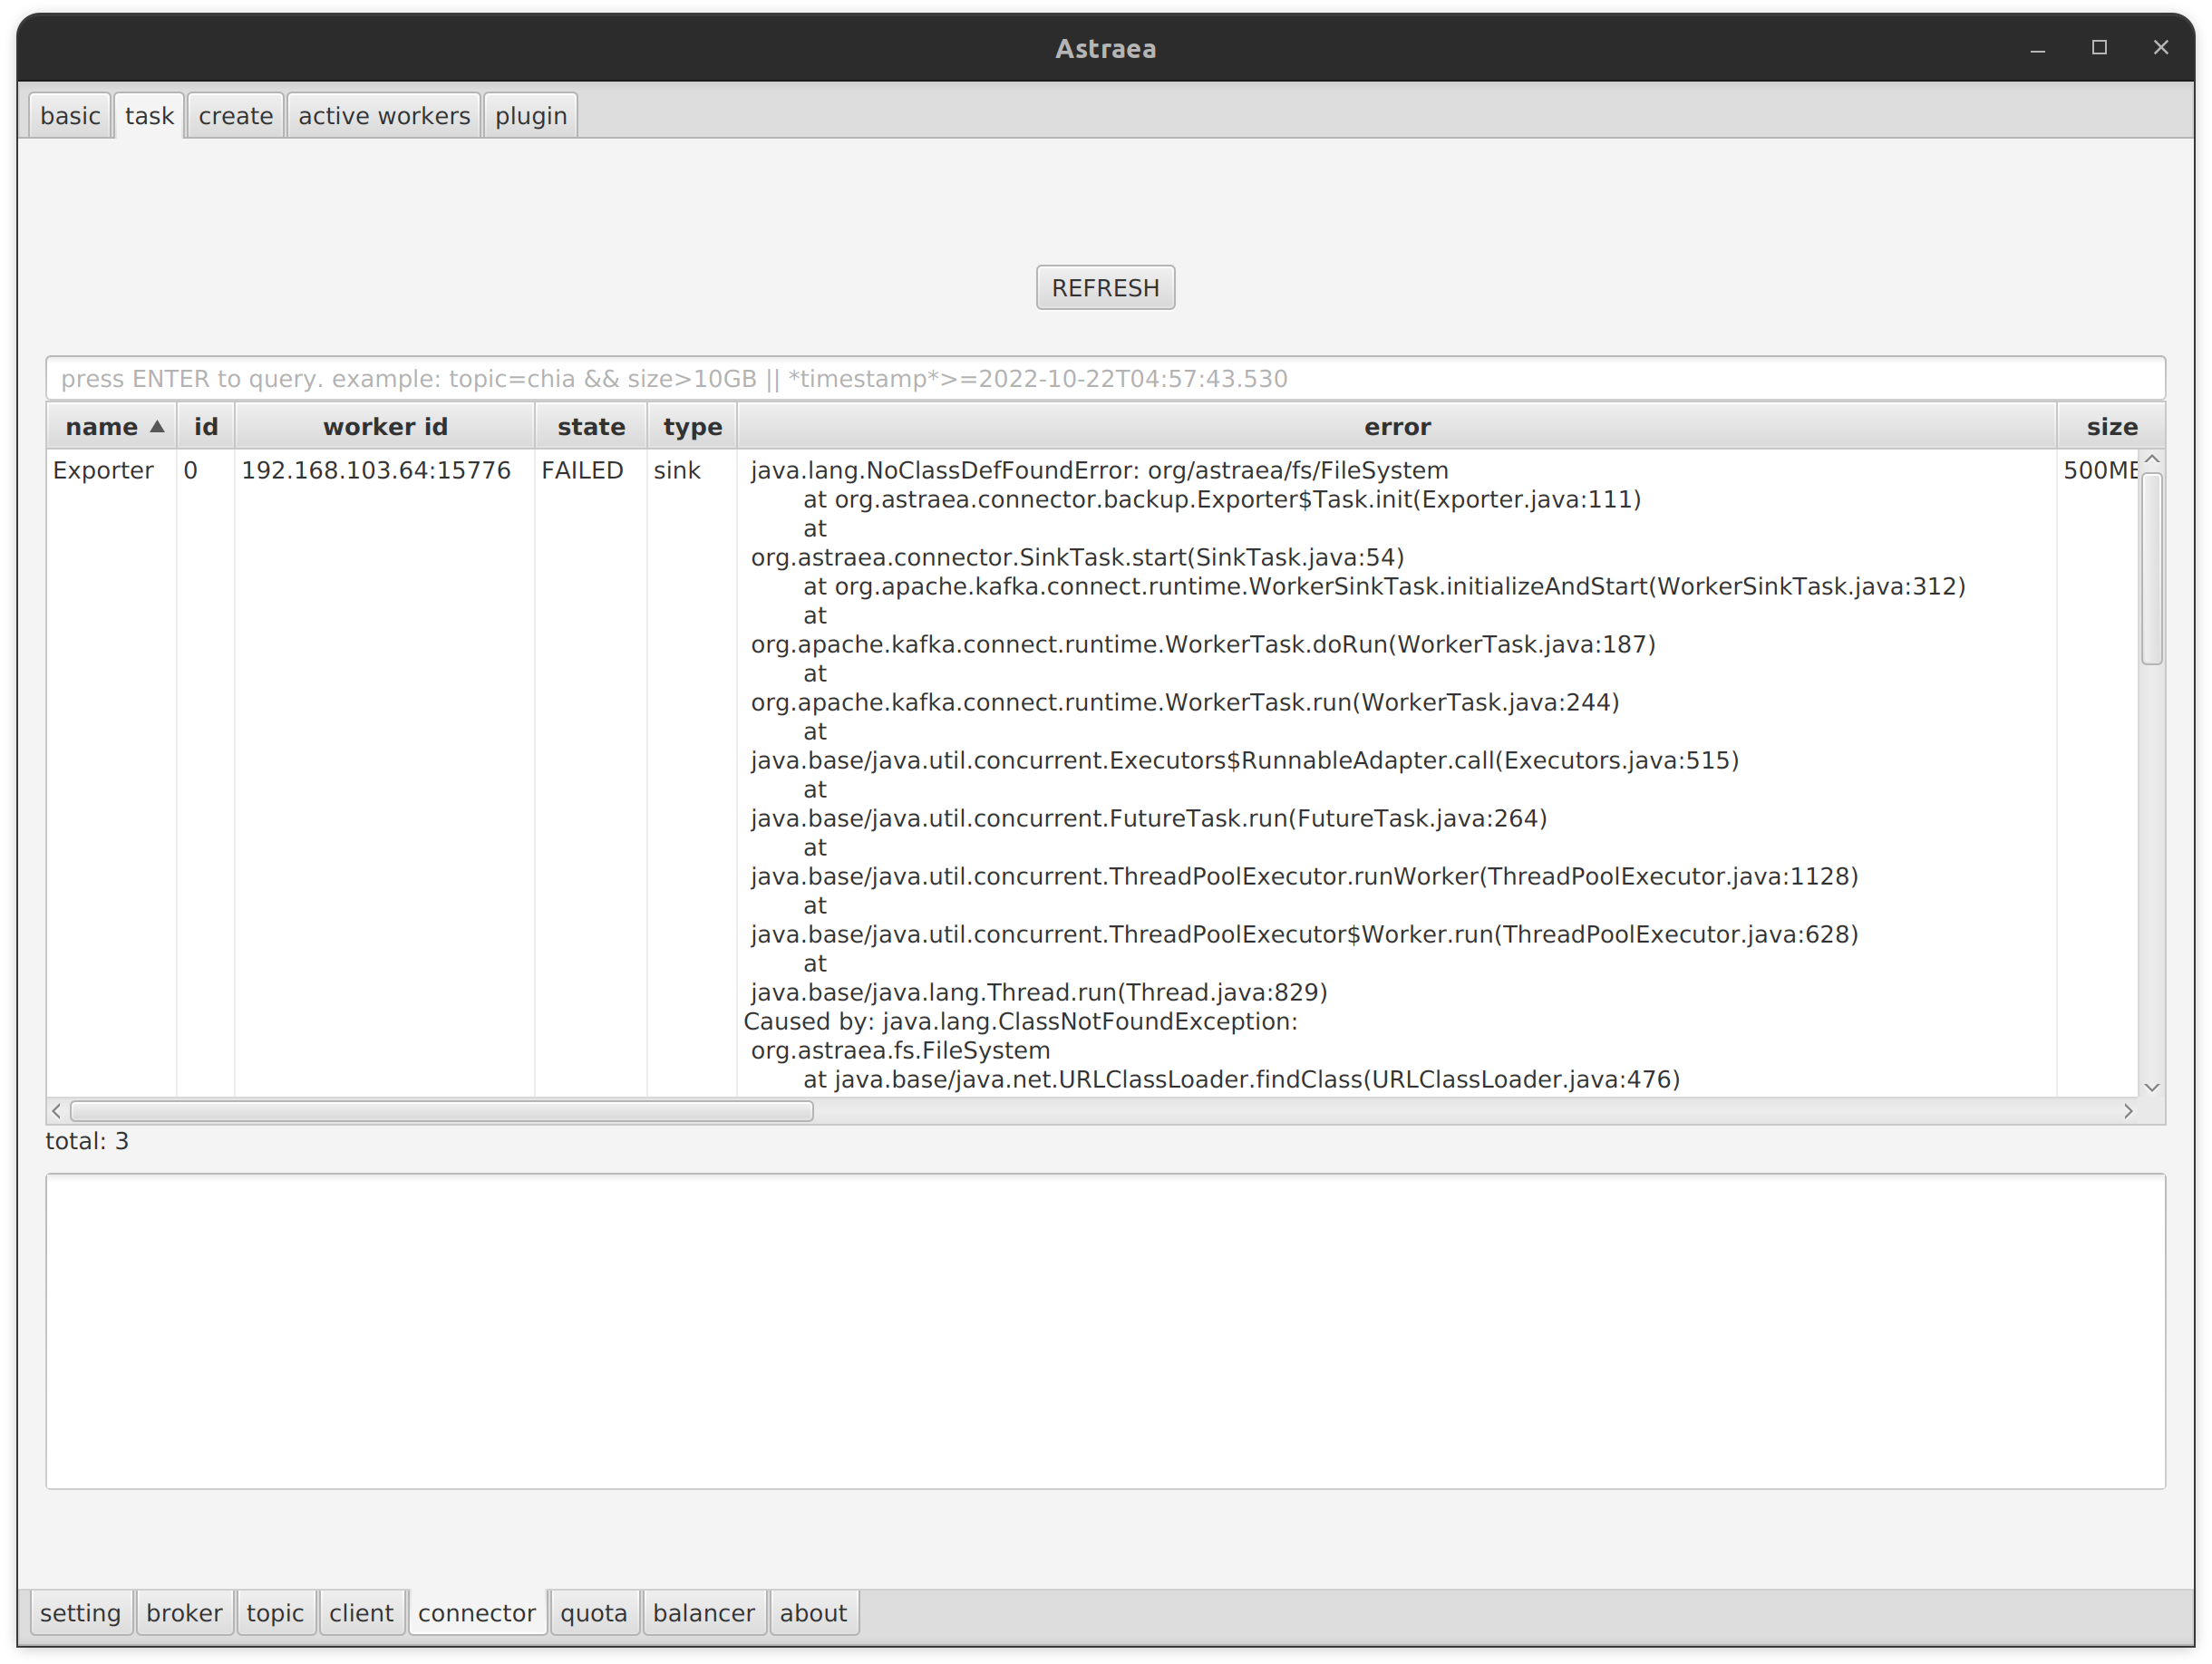 Astraea
basic task create active workers plugin
REFRESH
press ENTER to query. example: topic=chia && size>10GB || *timestamp*>=2022-10-22T04:57:43.530
name id worker id state type error size
Exporter 0 192.168.103.64:15776 FAILED sink java.lang.NoClassDefFoundError: org/astraea/fs/FileSystem 500MB
at org.astraea.connector.backup.Exporter$Task.init(Exporter.java:111)
at
org.astraea.connector.SinkTask.start(SinkTask.java:54)
at org.apache.kafka.connect.runtime.WorkerSinkTask.initializeAndStart(WorkerSinkTask.java:312)
at
org.apache.kafka.connect.runtime.WorkerTask.doRun(WorkerTask.java:187)
at
org.apache.kafka.connect.runtime.WorkerTask.run(WorkerTask.java:244)
at
java.base/java.util.concurrent.Executors$RunnableAdapter.call(Executors.java:515)
at
java.base/java.util.concurrent.FutureTask.run(FutureTask.java:264)
at
java.base/java.util.concurrent.ThreadPoolExecutor.runWorker(ThreadPoolExecutor.java:1128)
at
java.base/java.util.concurrent.ThreadPoolExecutor$Worker.run(ThreadPoolExecutor.java:628)
at
java.base/java.lang.Thread.run(Thread.java:829)
Caused by: java.lang.ClassNotFoundException:
org.astraea.fs.FileSystem
at java.base/java.net.URLClassLoader.findClass(URLClassLoader.java:476)
total: 3
setting broker topic client connector quota balancer about